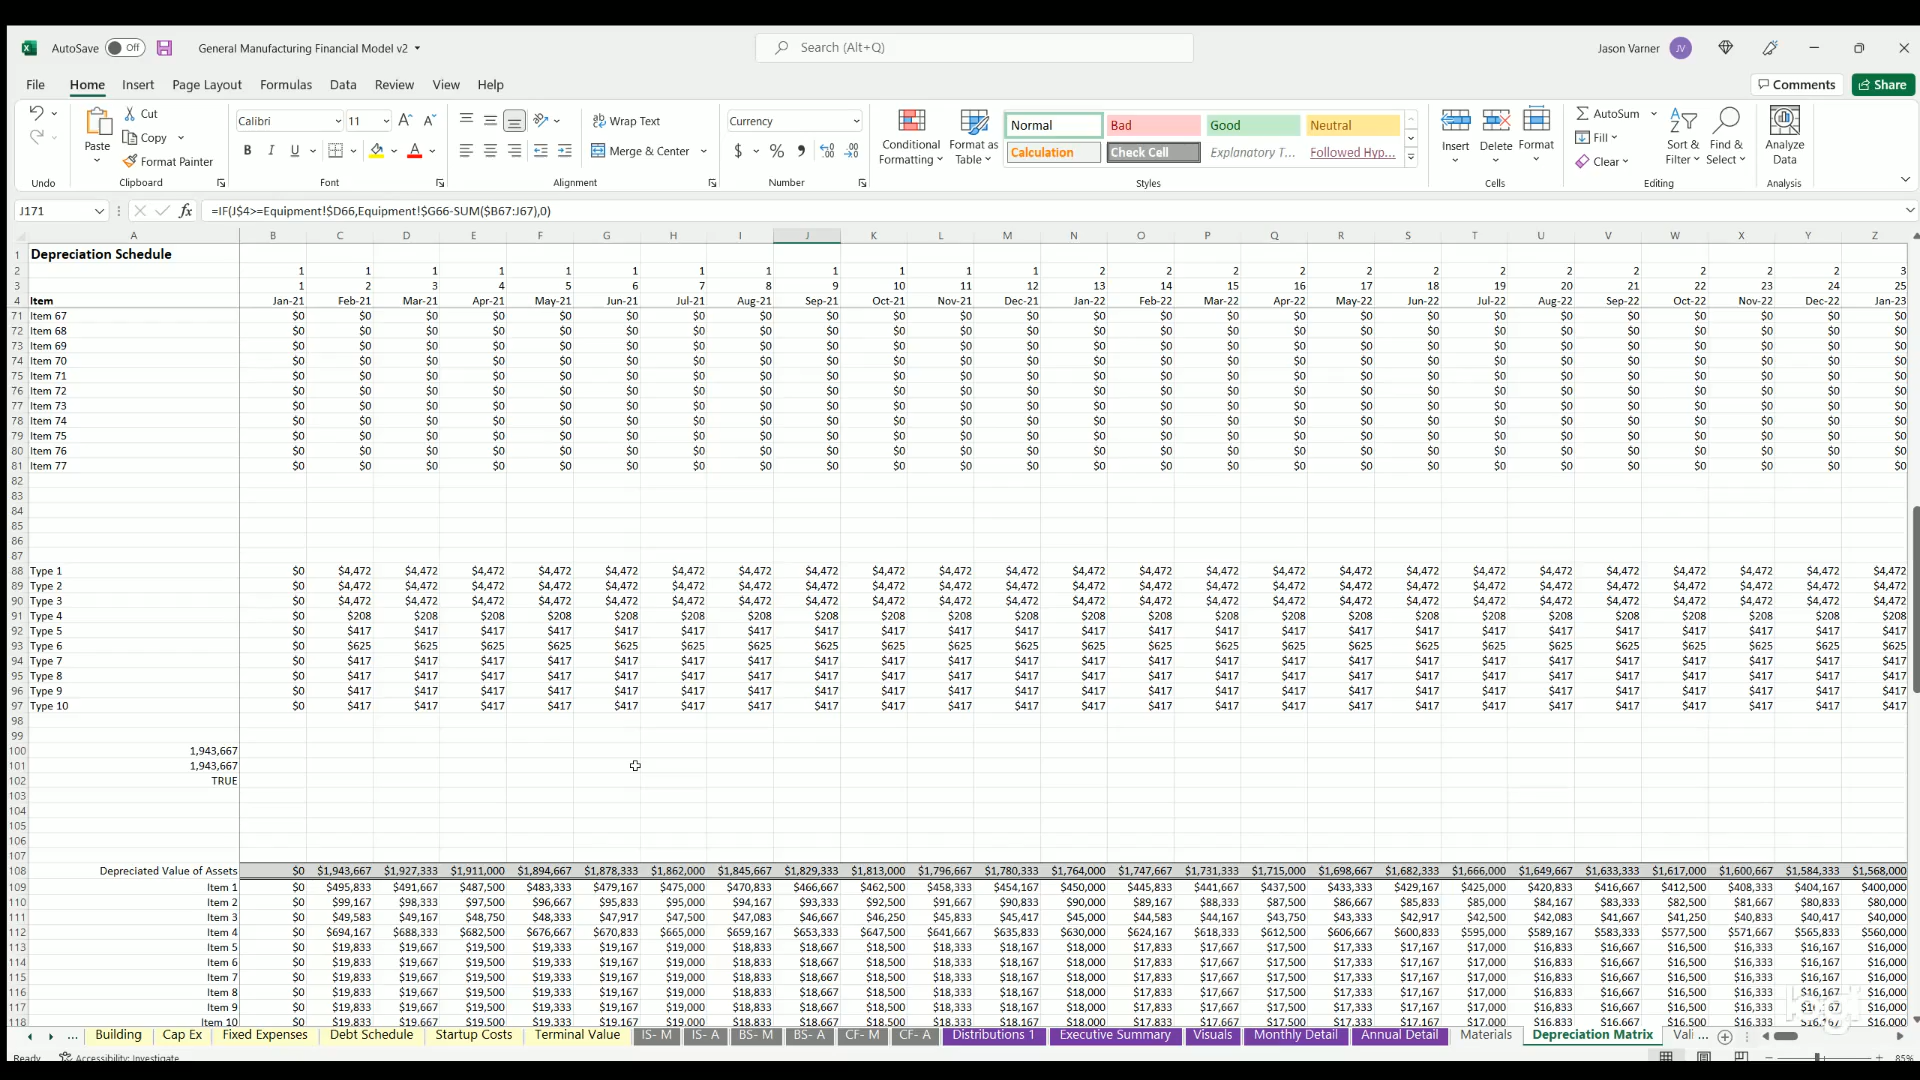 AutoSave Off General Manufacturing Financial Model v2 Search (Alt+Q) Jason Varner JV
File Home Insert Page Layout Formulas Data Review View Help Comments Share
Paste Cut Copy Format Painter Calibri 11 Wrap Text Merge & Center Currency Conditional Formatting Format as Table Normal Bad Good Neutral Calculation Check Cell Explanatory T... Followed Hyp... Insert Delete Format AutoSum Fill Clear Sort & Filter Find & Select Analyze Data
Undo Clipboard Font Alignment Number Styles Cells Editing Analysis
J171 fx =IF(J$4>=Equipment!$D66,Equipment!$G66-SUM($B67:J67),0)
A B C D E F G H I J K L M N O P Q R S T U V W X Y Z
1 Depreciation Schedule
2 1 1 1 1 1 1 1 1 1 1 1 1 2 2 2 2 2 2 2 2 2 2 2 2 3
3 1 2 3 4 5 6 7 8 9 10 11 12 13 14 15 16 17 18 19 20 21 22 23 24 25
4 Item Jan-21 Feb-21 Mar-21 Apr-21 May-21 Jun-21 Jul-21 Aug-21 Sep-21 Oct-21 Nov-21 Dec-21 Jan-22 Feb-22 Mar-22 Apr-22 May-22 Jun-22 Jul-22 Aug-22 Sep-22 Oct-22 Nov-22 Dec-22 Jan-23
71 Item 67 $0 $0 $0 $0 $0 $0 $0 $0 $0 $0 $0 $0 $0 $0 $0 $0 $0 $0 $0 $0 $0 $0 $0 $0 $0
72 Item 68 $0 $0 $0 $0 $0 $0 $0 $0 $0 $0 $0 $0 $0 $0 $0 $0 $0 $0 $0 $0 $0 $0 $0 $0 $0
73 Item 69 $0 $0 $0 $0 $0 $0 $0 $0 $0 $0 $0 $0 $0 $0 $0 $0 $0 $0 $0 $0 $0 $0 $0 $0 $0
74 Item 70 $0 $0 $0 $0 $0 $0 $0 $0 $0 $0 $0 $0 $0 $0 $0 $0 $0 $0 $0 $0 $0 $0 $0 $0 $0
75 Item 71 $0 $0 $0 $0 $0 $0 $0 $0 $0 $0 $0 $0 $0 $0 $0 $0 $0 $0 $0 $0 $0 $0 $0 $0 $0
76 Item 72 $0 $0 $0 $0 $0 $0 $0 $0 $0 $0 $0 $0 $0 $0 $0 $0 $0 $0 $0 $0 $0 $0 $0 $0 $0
77 Item 73 $0 $0 $0 $0 $0 $0 $0 $0 $0 $0 $0 $0 $0 $0 $0 $0 $0 $0 $0 $0 $0 $0 $0 $0 $0
78 Item 74 $0 $0 $0 $0 $0 $0 $0 $0 $0 $0 $0 $0 $0 $0 $0 $0 $0 $0 $0 $0 $0 $0 $0 $0 $0
79 Item 75 $0 $0 $0 $0 $0 $0 $0 $0 $0 $0 $0 $0 $0 $0 $0 $0 $0 $0 $0 $0 $0 $0 $0 $0 $0
80 Item 76 $0 $0 $0 $0 $0 $0 $0 $0 $0 $0 $0 $0 $0 $0 $0 $0 $0 $0 $0 $0 $0 $0 $0 $0 $0
81 Item 77 $0 $0 $0 $0 $0 $0 $0 $0 $0 $0 $0 $0 $0 $0 $0 $0 $0 $0 $0 $0 $0 $0 $0 $0 $0
82
83
84
85
86
87
88 Type 1 $0 $4,472 $4,472 $4,472 $4,472 $4,472 $4,472 $4,472 $4,472 $4,472 $4,472 $4,472 $4,472 $4,472 $4,472 $4,472 $4,472 $4,472 $4,472 $4,472 $4,472 $4,472 $4,472 $4,472 $4,472
89 Type 2 $0 $4,472 $4,472 $4,472 $4,472 $4,472 $4,472 $4,472 $4,472 $4,472 $4,472 $4,472 $4,472 $4,472 $4,472 $4,472 $4,472 $4,472 $4,472 $4,472 $4,472 $4,472 $4,472 $4,472 $4,472
90 Type 3 $0 $4,472 $4,472 $4,472 $4,472 $4,472 $4,472 $4,472 $4,472 $4,472 $4,472 $4,472 $4,472 $4,472 $4,472 $4,472 $4,472 $4,472 $4,472 $4,472 $4,472 $4,472 $4,472 $4,472 $4,472
91 Type 4 $0 $208 $208 $208 $208 $208 $208 $208 $208 $208 $208 $208 $208 $208 $208 $208 $208 $208 $208 $208 $208 $208 $208 $208 $208
92 Type 5 $0 $417 $417 $417 $417 $417 $417 $417 $417 $417 $417 $417 $417 $417 $417 $417 $417 $417 $417 $417 $417 $417 $417 $417 $417
93 Type 6 $0 $625 $625 $625 $625 $625 $625 $625 $625 $625 $625 $625 $625 $625 $625 $625 $625 $625 $625 $625 $625 $625 $625 $625 $625
94 Type 7 $0 $417 $417 $417 $417 $417 $417 $417 $417 $417 $417 $417 $417 $417 $417 $417 $417 $417 $417 $417 $417 $417 $417 $417 $417
95 Type 8 $0 $417 $417 $417 $417 $417 $417 $417 $417 $417 $417 $417 $417 $417 $417 $417 $417 $417 $417 $417 $417 $417 $417 $417 $417
96 Type 9 $0 $417 $417 $417 $417 $417 $417 $417 $417 $417 $417 $417 $417 $417 $417 $417 $417 $417 $417 $417 $417 $417 $417 $417 $417
97 Type 10 $0 $417 $417 $417 $417 $417 $417 $417 $417 $417 $417 $417 $417 $417 $417 $417 $417 $417 $417 $417 $417 $417 $417 $417 $417
98
99
100 1,943,667
101 1,943,667
102 TRUE
103
104
105
106
107
108 Depreciated Value of Assets $0 $1,943,667 $1,927,333 $1,911,000 $1,894,667 $1,878,333 $1,862,000 $1,845,667 $1,829,333 $1,813,000 $1,796,667 $1,780,333 $1,764,000 $1,747,667 $1,731,333 $1,715,000 $1,698,667 $1,682,333 $1,666,000 $1,649,667 $1,633,333 $1,617,000 $1,600,667 $1,584,333 $1,568,000
109 Item 1 $0 $495,833 $491,667 $487,500 $483,333 $479,167 $475,000 $470,833 $466,667 $462,500 $458,333 $454,167 $450,000 $445,833 $441,667 $437,500 $433,333 $429,167 $425,000 $420,833 $416,667 $412,500 $408,333 $404,167 $400,000
110 Item 2 $0 $99,167 $98,333 $97,500 $96,667 $95,833 $95,000 $94,167 $93,333 $92,500 $91,667 $90,833 $90,000 $89,167 $88,333 $87,500 $86,667 $85,833 $85,000 $84,167 $83,333 $82,500 $81,667 $80,833 $80,000
111 Item 3 $0 $49,583 $49,167 $48,750 $48,333 $47,917 $47,500 $47,083 $46,667 $46,250 $45,833 $45,417 $45,000 $44,583 $44,167 $43,750 $43,333 $42,917 $42,500 $42,083 $41,667 $41,250 $40,833 $40,417 $40,000
112 Item 4 $0 $694,167 $688,333 $682,500 $676,667 $670,833 $665,000 $659,167 $653,333 $647,500 $641,667 $635,833 $630,000 $624,167 $618,333 $612,500 $606,667 $600,833 $595,000 $589,167 $583,333 $577,500 $571,667 $565,833 $560,000
113 Item 5 $0 $19,833 $19,667 $19,500 $19,333 $19,167 $19,000 $18,833 $18,667 $18,500 $18,333 $18,167 $18,000 $17,833 $17,667 $17,500 $17,333 $17,167 $17,000 $16,833 $16,667 $16,500 $16,333 $16,167 $16,000
114 Item 6 $0 $19,833 $19,667 $19,500 $19,333 $19,167 $19,000 $18,833 $18,667 $18,500 $18,333 $18,167 $18,000 $17,833 $17,667 $17,500 $17,333 $17,167 $17,000 $16,833 $16,667 $16,500 $16,333 $16,167 $16,000
115 Item 7 $0 $19,833 $19,667 $19,500 $19,333 $19,167 $19,000 $18,833 $18,667 $18,500 $18,333 $18,167 $18,000 $17,833 $17,667 $17,500 $17,333 $17,167 $17,000 $16,833 $16,667 $16,500 $16,333 $16,167 $16,000
116 Item 8 $0 $19,833 $19,667 $19,500 $19,333 $19,167 $19,000 $18,833 $18,667 $18,500 $18,333 $18,167 $18,000 $17,833 $17,667 $17,500 $17,333 $17,167 $17,000 $16,833 $16,667 $16,500 $16,333 $16,167 $16,000
117 Item 9 $0 $19,833 $19,667 $19,500 $19,333 $19,167 $19,000 $18,833 $18,667 $18,500 $18,333 $18,167 $18,000 $17,833 $17,667 $17,500 $17,333 $17,167 $17,000 $16,833 $16,667 $16,500 $16,333 $16,167 $16,000
118 Item 10 $0 $19,833 $19,667 $19,500 $19,333 $19,167 $19,000 $18,833 $18,667 $18,500 $18,333 $18,167 $18,000 $17,833 $17,667 $17,500 $17,333 $17,167 $17,000 $16,833 $16,667 $16,500 $16,333 $16,167 $16,000
... Building Cap Ex Fixed Expenses Debt Schedule Startup Costs Terminal Value IS- M IS- A BS- M BS- A CF- M CF- A Distributions 1 Executive Summary Visuals Monthly Detail Annual Detail Materials Depreciation Matrix Vali ...
Ready Accessibility: Investigate 85%